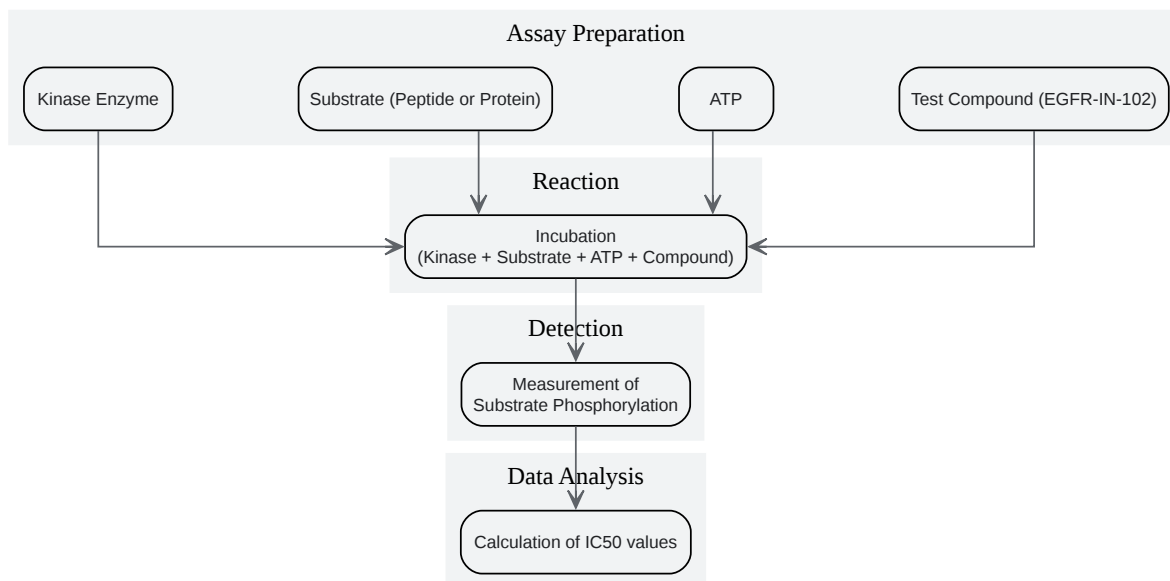 Assay Preparation
Kinase Enzyme
Substrate (Peptide or Protein)
ATP
Test Compound (EGFR-IN-102)
Reaction
Incubation
(Kinase + Substrate + ATP + Compound)
Detection
Measurement of
Substrate Phosphorylation
Data Analysis
Calculation of IC50 values